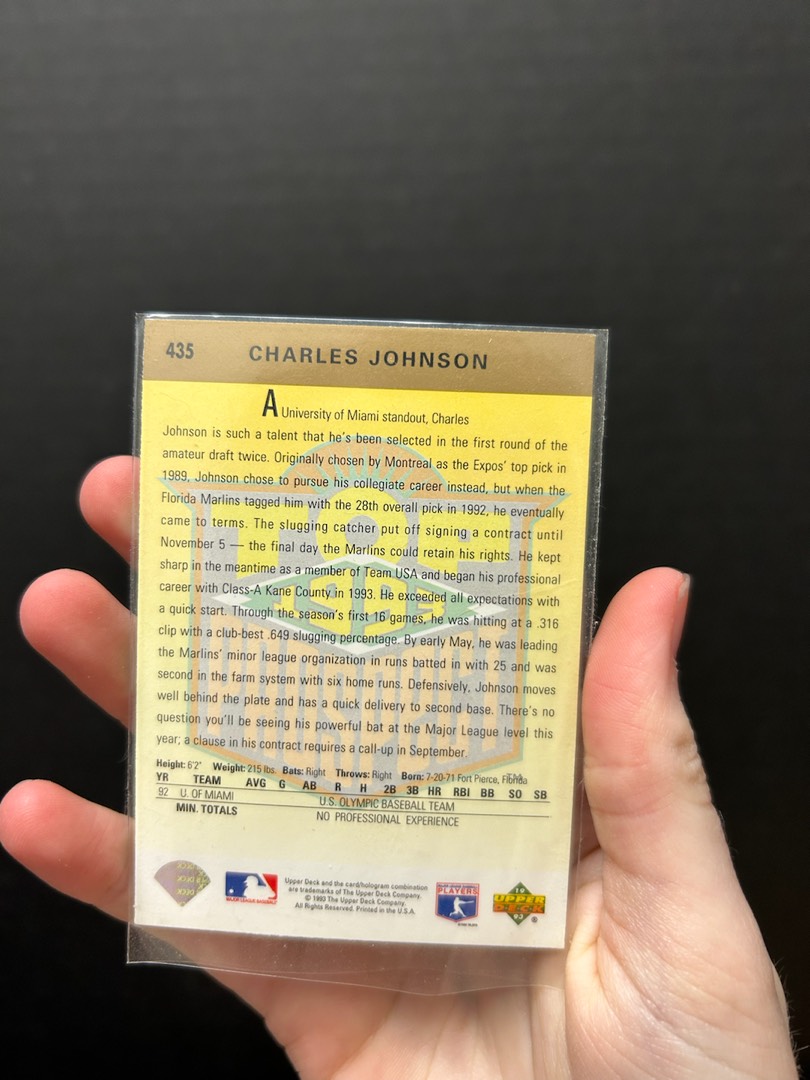 435 CHARLES JOHNSON
A University of Miami standout, Charles
Johnson is such a talent that he's been selected in the first round of the
amateur draft twice. Originally chosen by Montreal as the Expos' top pick in
1989, Johnson chose to pursue his collegiate career instead, but when the
Florida Marlins tagged him with the 28th overall pick in 1992, he eventually
came to terms. The slugging catcher put off signing a contract until
November 5 — the final day the Marlins could retain his rights. He kept
sharp in the meantime as a member of Team USA and began his professional
career with Class-A Kane County in 1993. He exceeded all expectations with
a quick start. Through the season's first 16 games, he was hitting at a .316
clip with a club-best .649 slugging percentage. By early May, he was leading
the Marlins' minor league organization in runs batted in with 25 and was
second in the farm system with six home runs. Defensively, Johnson moves
well behind the plate and has a quick delivery to second base. There's no
question you'll be seeing his powerful bat at the Major League level this
year; a clause in his contract requires a call-up in September.
Height: 6'2" Weight: 215 lbs. Bats: Right Throws: Right Born: 7-20-71 Fort Pierce, Florida
YR TEAM AVG G AB R H 2B 3B HR RBI BB SO SB
92 U. OF MIAMI U.S. OLYMPIC BASEBALL TEAM
MIN. TOTALS NO PROFESSIONAL EXPERIENCE
MAJOR LEAGUE BASEBALL
Upper Deck and the card/hologram combination
are trademarks of The Upper Deck Company.
© 1993 The Upper Deck Company.
All Rights Reserved. Printed in the U.S.A.
PLAYERS
19 UPPER DECK 93 ®
1993